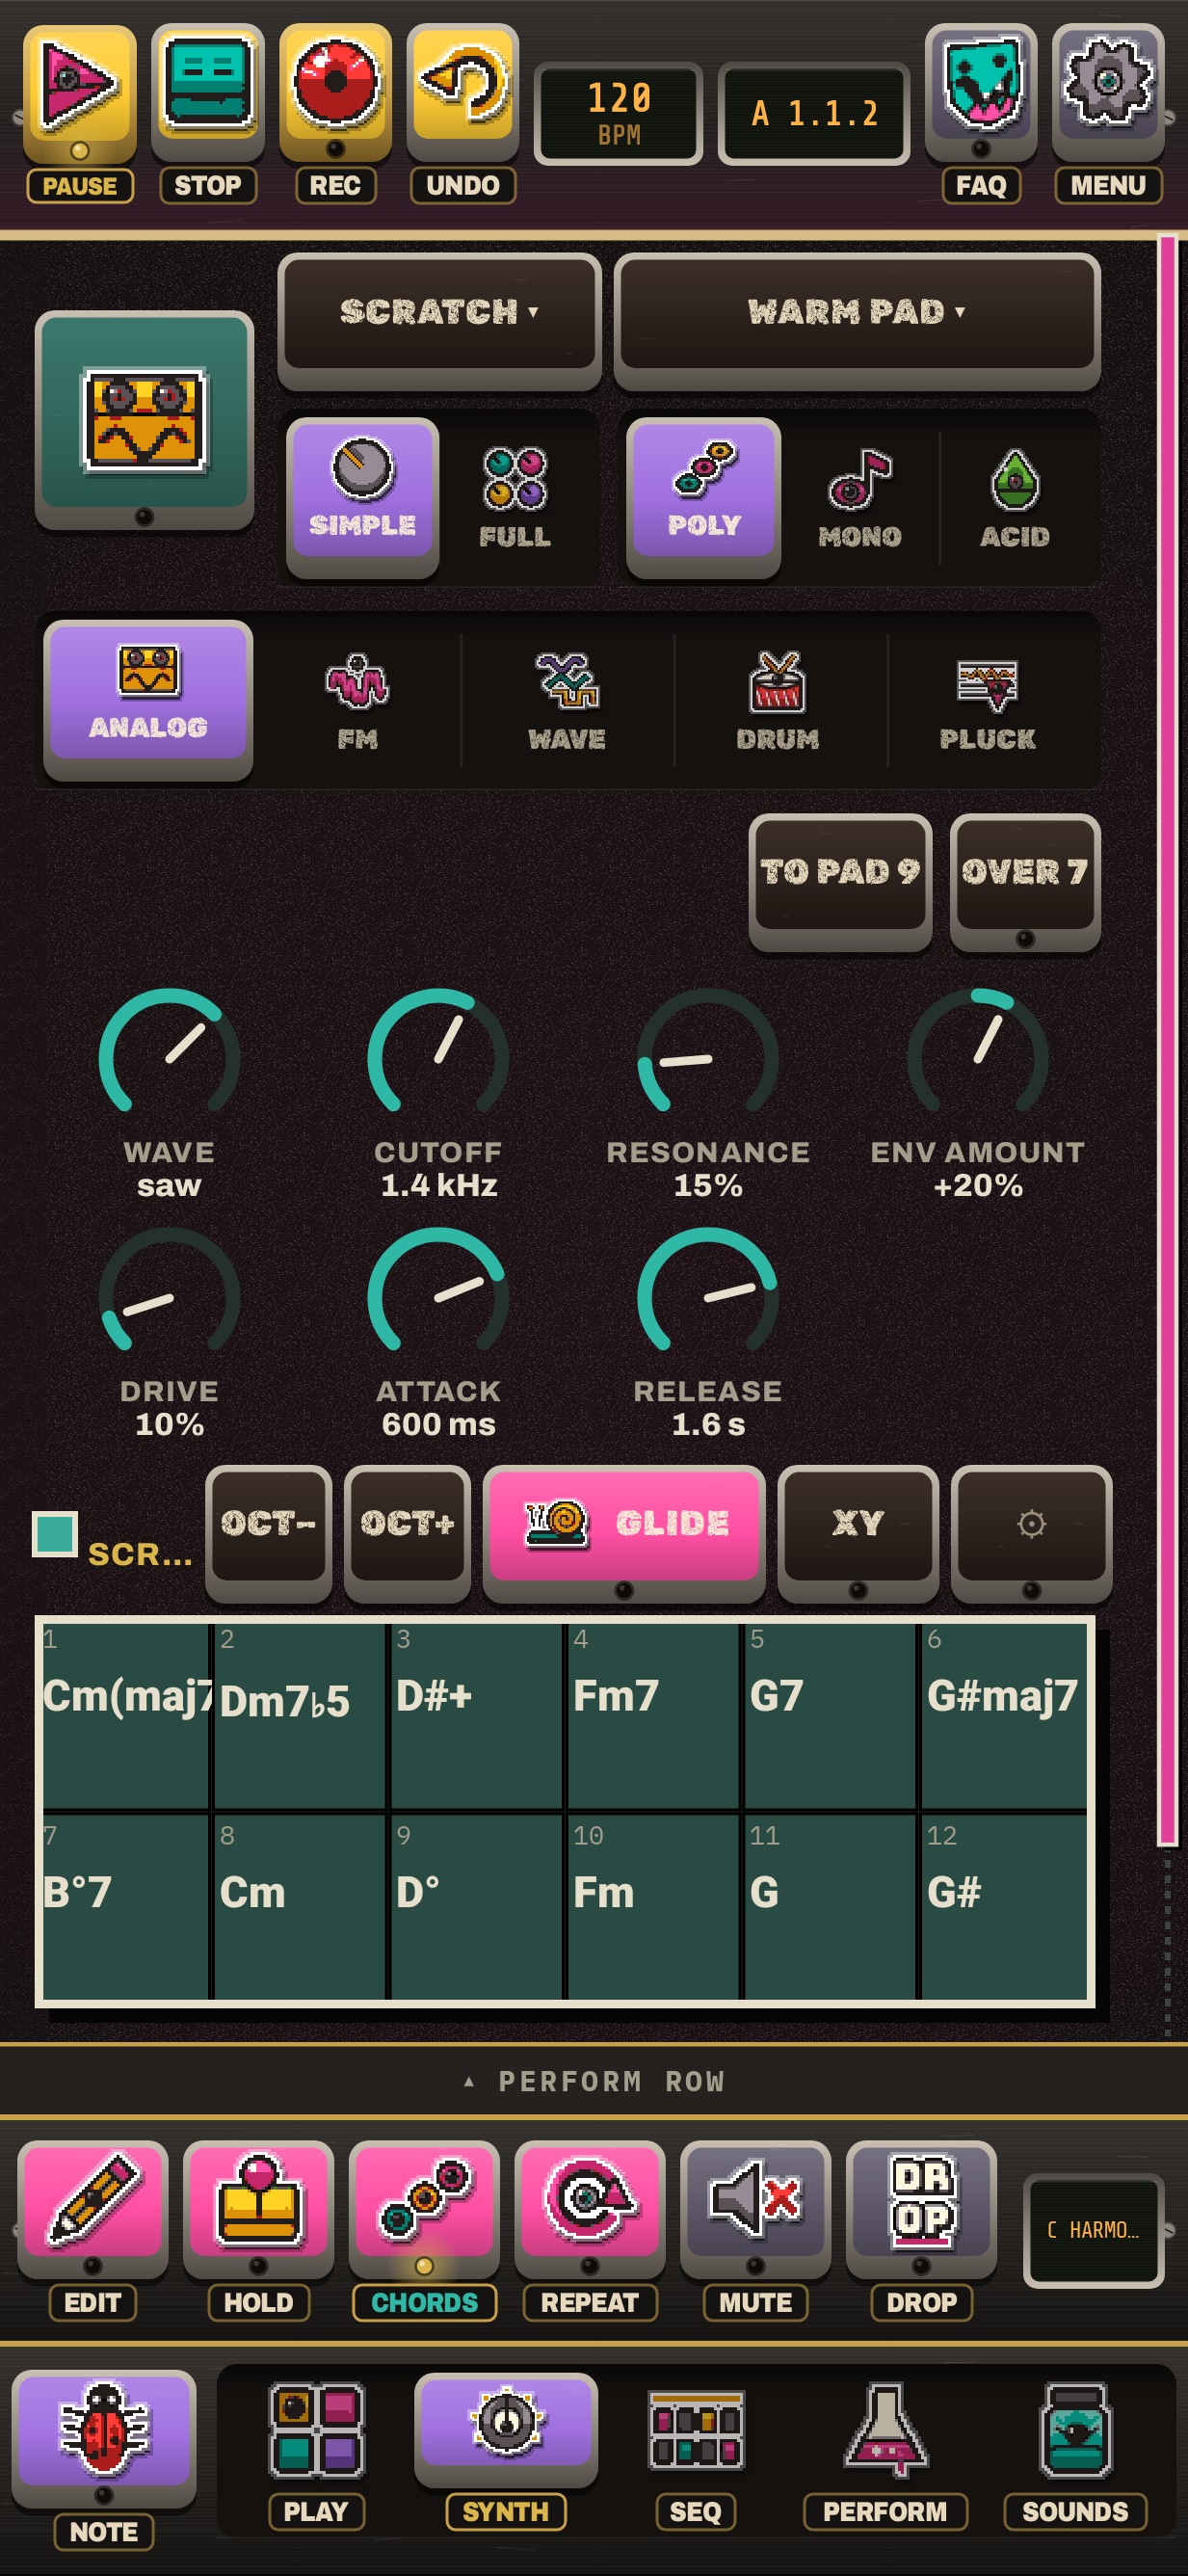 120
BPM
A 1.1.2
PAUSE
STOP
REC
UNDO
FAQ
MENU
SCRATCH ▾
WARM PAD ▾
SIMPLE
FULL
POLY
MONO
ACID
ANALOG
FM
WAVE
DRUM
PLUCK
TO PAD 9
OVER 7
WAVE
saw
CUTOFF
1.4 kHz
RESONANCE
15%
ENV AMOUNT
+20%
DRIVE
10%
ATTACK
600 ms
RELEASE
1.6 s
SCR...
OCT-
OCT+
GLIDE
XY
1
Cm(maj7
2
Dm7♭5
3
D#+
4
Fm7
5
G7
6
G#maj7
7
B°7
8
Cm
9
D°
10
Fm
11
G
12
G#
▴ PERFORM ROW
DR
OP
C HARMO…
EDIT
HOLD
CHORDS
REPEAT
MUTE
DROP
NOTE
PLAY
SYNTH
SEQ
PERFORM
SOUNDS